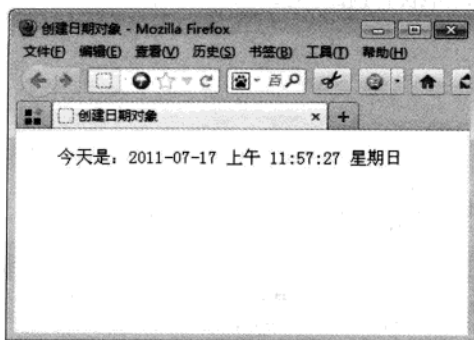 创建日期对象 - Mozilla Firefox
文件(F) 编辑(E) 查看(V) 历史(S) 书签(B) 工具(T) 帮助(H)
百
创建日期对象
今天是: 2011-07-17 上午 11:57:27 星期日